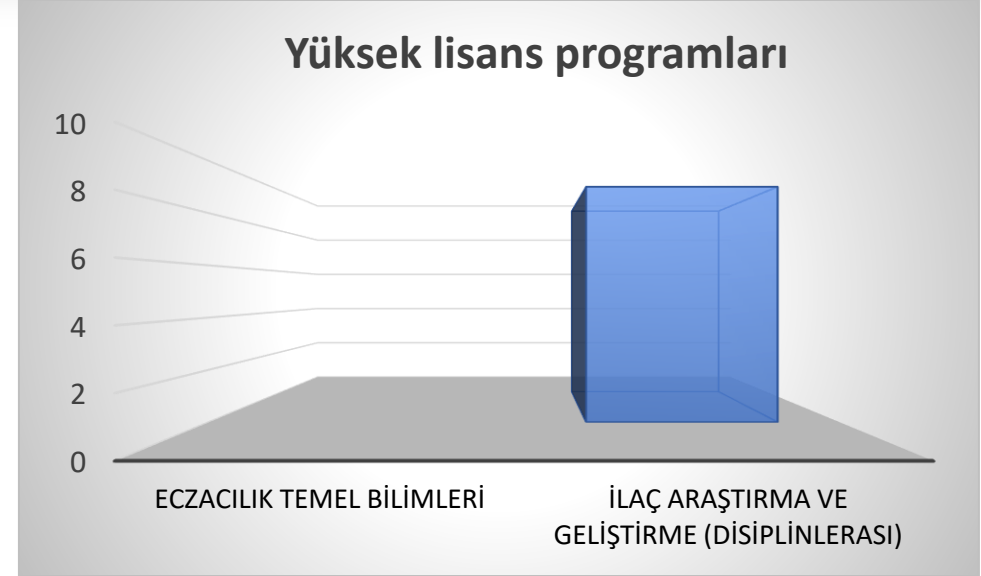 Yüksek lisans programları
10
8
6
4
2
0
ECZACILIK TEMEL BİLİMLERİ
İLAÇ ARAŞTIRMA VE
GELİŞTİRME (DİSİPLİNLERASI)